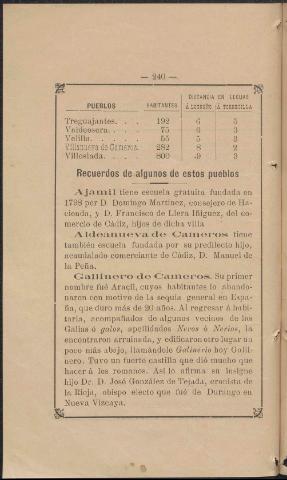 — 240 —
DISTANCIA EN LEGUAS
PUEBLOS HABITANTES Á LOGROÑO Á TORRECILLA
Treguajantes. . . . 192 6 5
Valdeosera. . . . . 75 6 3
Velilla. . . . . . 55 5 3
Villanueva de Cameros. 282 8 2
Villoslada. . . . . 800 9 3
Recuerdos de algunos de estos pueblos
Ajamil tiene escuela gratuita fundada en
1798 por D. Domingo Martínez, consejero de Ha-
cienda, y D. Francisco de Llera Iñiguez, del co-
mercio de Cádiz, hijos de dicha villa
Aldeanueva de Cameros tiene
también escuela fundada por su predilecto hijo,
acaudalado comerciante de Cádiz, D. Manuel de
la Peña.
Gallinero de Cameros. Su primer
nombre fué Araçil, cuyos habitantes lo abando-
naron con motivo de la sequía general en Espa-
ña, que duro más de 20 años. Al regresar á habi-
tarla, acompañados de algunos vecinos de los
Galias ó galos, apellidados Nevos ó Nerios, la
encontraron arruinada, y edificaron otro lugar un
poco más abajo, llamándole Galinerio hoy Galli-
nero. Tuvo un fuerte castillo que dió mucho que
hacer á los romanos. Así lo afirma en insigne
hijo Dr. D. José González de Tejada, cronista de
la Rioja, obispo electo que fué de Durango en
Nueva Vizcaya.